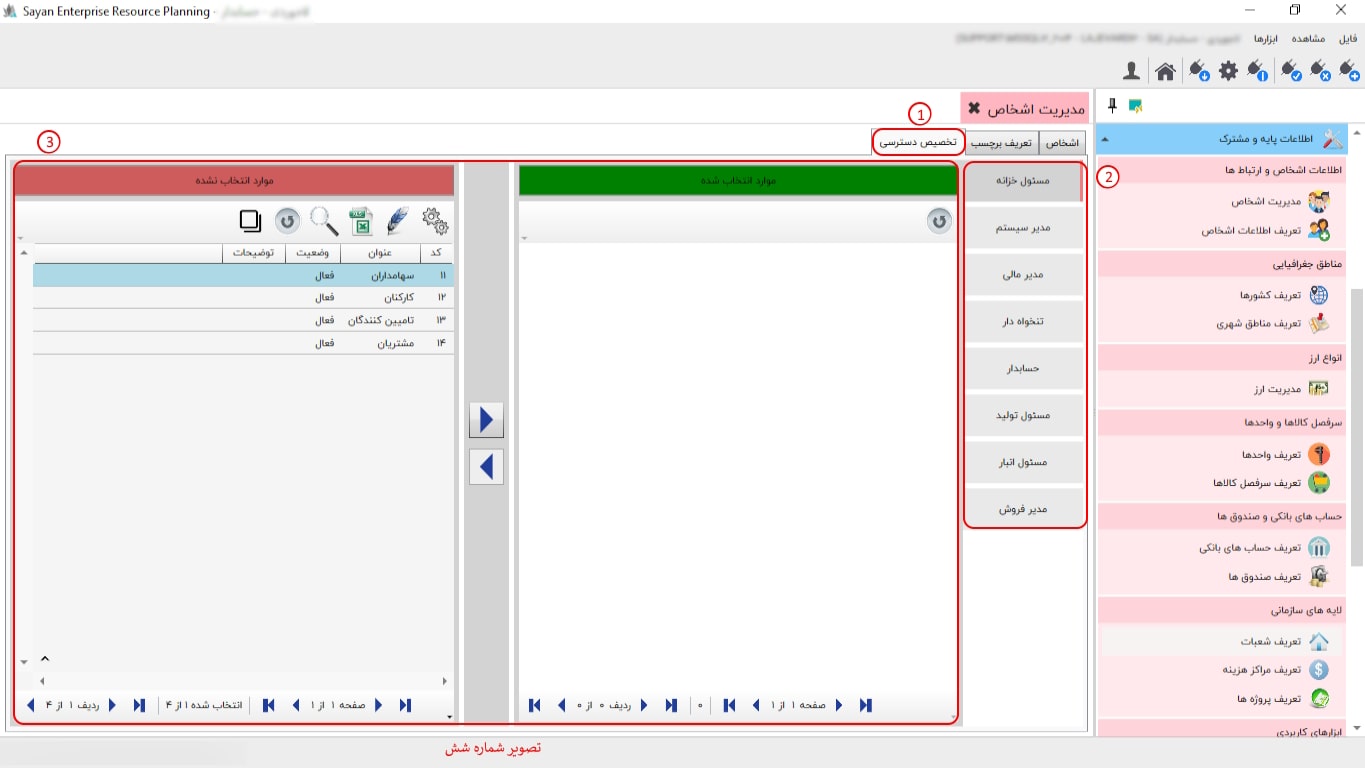 Sayan Enterprise Resource Planning -
فایل مشاهده ابزارها
مدیریت اشخاص
اشخاص
تعریف برچسب
تخصیص دسترسی
1
2
3
اطلاعات پایه و مشترک
اطلاعات اشخاص و ارتباط ها
مدیریت اشخاص
تعریف اطلاعات اشخاص
مناطق جغرافیایی
تعریف کشورها
تعریف مناطق شهری
انواع ارز
مدیریت ارز
سرفصل کالاها و واحدها
تعریف واحدها
تعریف سرفصل کالاها
حساب های بانکی و صندوق ها
تعریف حساب های بانکی
تعریف صندوق ها
لایه های سازمانی
تعریف شعبات
تعریف مراکز هزینه
تعریف پروژه ها
ابزارهای کاربردی
مسئول خزانه
مدیر سیستم
مدیر مالی
تنخواه دار
حسابدار
مسئول تولید
مسئول انبار
مدیر فروش
موارد انتخاب شده
صفحه ۱ از ۱
۰
ردیف ۰ از ۰
موارد انتخاب نشده
کد عنوان وضعیت توضیحات
۱۱ سهامداران فعال
۱۲ کارکنان فعال
۱۳ تامیین کنندگان فعال
۱۴ مشتریان فعال
صفحه ۱ از ۱
انتخاب شده ۱ از ۴
ردیف ۱ از ۴
تصویر شماره شش